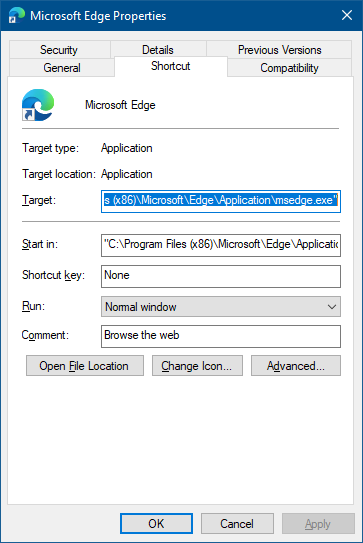 Microsoft Edge Properties
Security Details Previous Versions
General Shortcut Compatibility
Microsoft Edge
Target type: Application
Target location: Application
Target: s (x86)\Microsoft\Edge\Application\msedge.exe"
Start in: "C:\Program Files (x86)\Microsoft\Edge\Applicatio
Shortcut key: None
Run: Normal window
Comment: Browse the web
Open File Location Change Icon... Advanced...
OK Cancel Apply